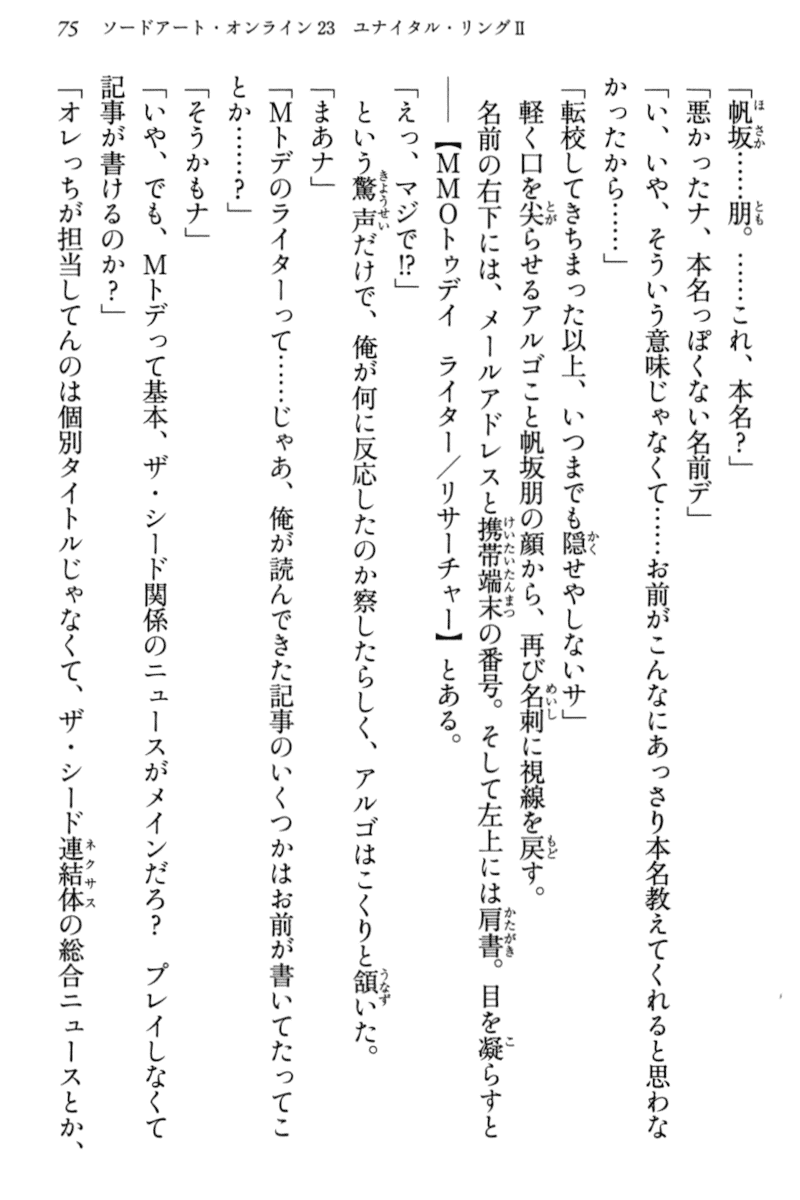 75　ソードアート・オンライン23　ユナイタル・リングⅡ
「帆坂……朋。……これ、本名？」
「悪かったナ、本名っぽくない名前デ」
「い、いや、そういう意味じゃなくて……お前がこんなにあっさり本名教えてくれると思わな
かったから……」
「転校してきちまった以上、いつまでも隠せやしないサ」
軽く口を尖らせるアルゴこと帆坂朋の顔から、再び名刺に視線を戻す。
名前の右下には、メールアドレスと携帯端末の番号。そして左上には肩書。目を凝らすと
――【ＭＭＯトゥデイ　ライター／リサーチャー】とある。
「えっ、マジで!?」
という驚声だけで、俺が何に反応したのか察したらしく、アルゴはこくりと頷いた。
「まあナ」
「Ｍトデのライターって……じゃあ、俺が読んできた記事のいくつかはお前が書いてたってこ
とか……？」
「そうかもナ」
「いや、でも、Ｍトデって基本、ザ・シード関係のニュースがメインだろ？　プレイしなくて
記事が書けるのか？」
「オレっちが担当してんのは個別タイトルじゃなくて、ザ・シード連結体の総合ニュースとか、